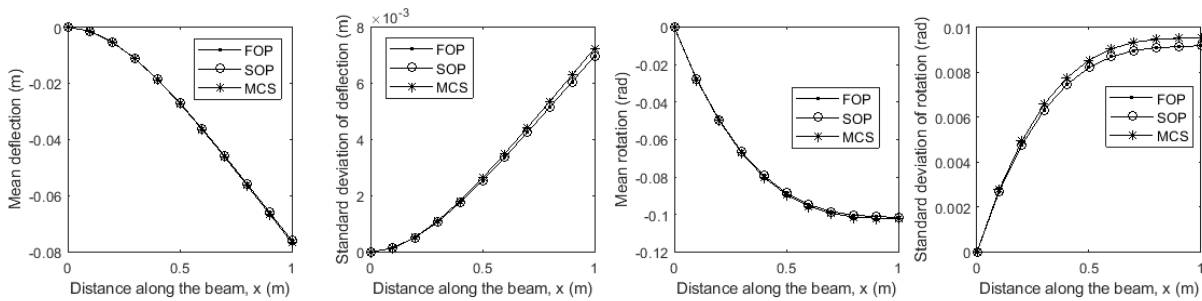 Mean deflection (m)
0
-0.02
-0.04
-0.06
-0.08
0
0.5
1
Distance along the beam, x (m)
FOP
SOP
MCS
Standard deviation of deflection (m)
×10-3
8
6
4
2
0
0
0.5
1
Distance along the beam, x (m)
FOP
SOP
MCS
Mean rotation (rad)
0
-0.02
-0.04
-0.06
-0.08
-0.1
-0.12
0
0.5
1
Distance along the beam, x (m)
FOP
SOP
MCS
Standard deviation of rotation (rad)
0.01
0.008
0.006
0.004
0.002
0
0
0.5
1
Distance along the beam, x (m)
FOP
SOP
MCS